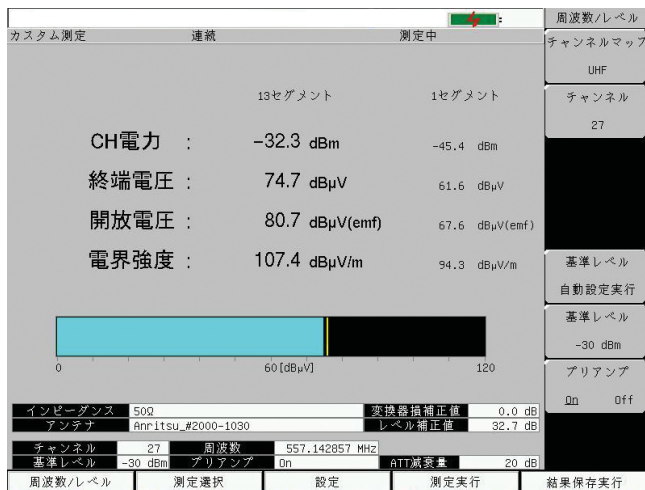 周波数/レベル
カスタム測定 連続 測定中
チャンネルマップ
UHF
チャンネル
27
13セグメント 1セグメント
CH電力 : -32.3 dBm -45.4 dBm
終端電圧 : 74.7 dBμV 61.6 dBμV
開放電圧 : 80.7 dBμV(emf) 67.6 dBμV(emf)
電界強度 : 107.4 dBμV/m 94.3 dBμV/m
基準レベル
自動設定実行
基準レベル
-30 dBm
プリアンプ
On Off
0 60[dBμV] 120
インピーダンス 50Ω 変換器損補正値 0.0 dB
アンテナ Anritsu_#2000-1030 レベル補正値 32.7 dB
チャンネル 27 周波数 557.142857 MHz
基準レベル -30 dBm プリアンプ On ATT減衰量 20 dB
周波数/レベル 測定選択 設定 測定実行 結果保存実行